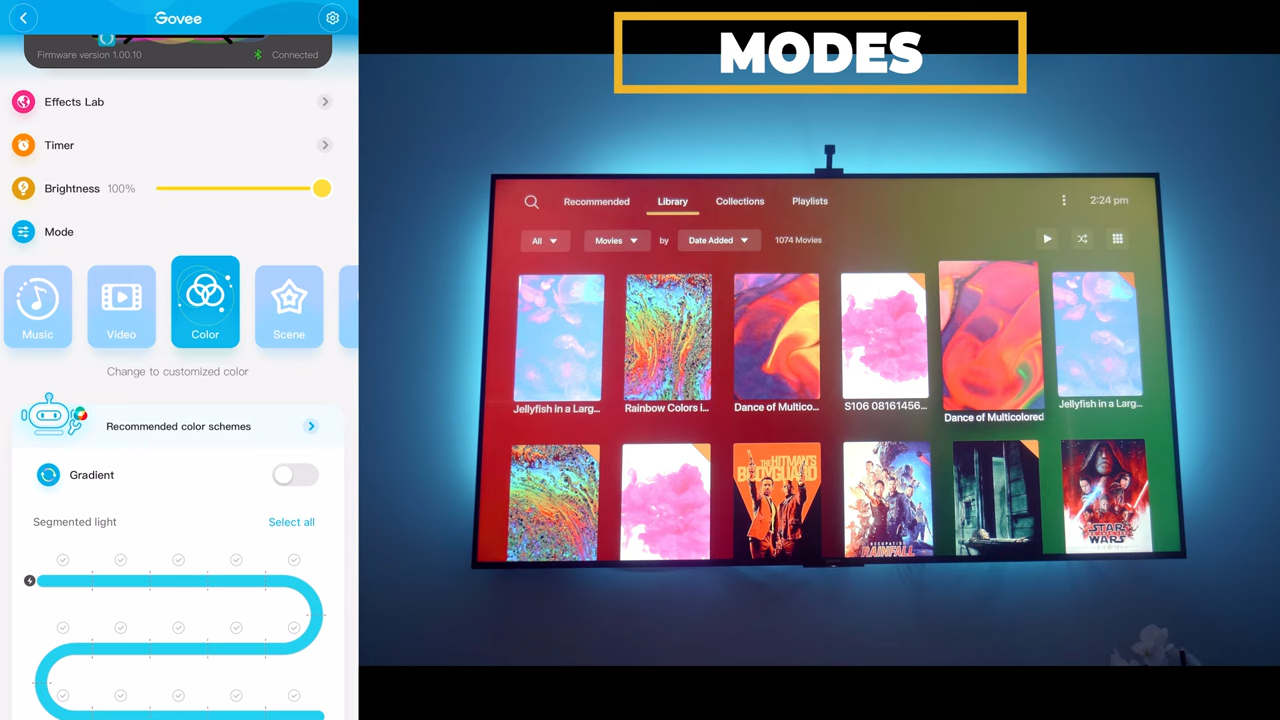 Govee
Firmware version 1.00.10
Connected
Effects Lab
Timer
Brightness 100%
Mode
Music
Video
Color
Scene
Change to customized color
Recommended color schemes
Gradient
Segmented light
Select all
MODES
Recommended
Library
Collections
Playlists
2:24 pm
All
Movies
by
Date Added
1074 Movies
Jellyfish in a Larg...
Rainbow Colors i...
Dance of Multico...
S106 08161456...
Dance of Multicolored
Jellyfish in a Larg...
THE HITMAN'S
BODYGUARD
OCCUPATION
RAINFALL
STAR
WARS